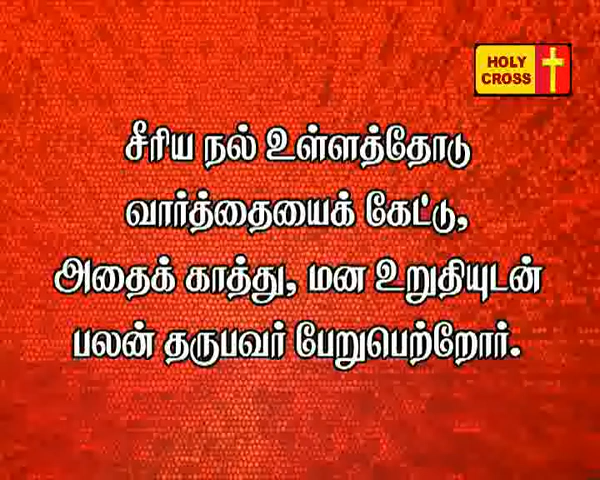 HOLY
CROSS
சீரிய நல் உள்ளத்தோடு
வார்த்தையைக் கேட்டு,
அதைக் காத்து, மன உறுதியுடன்
பலன் தருபவர் பேறுபெற்றோர்.